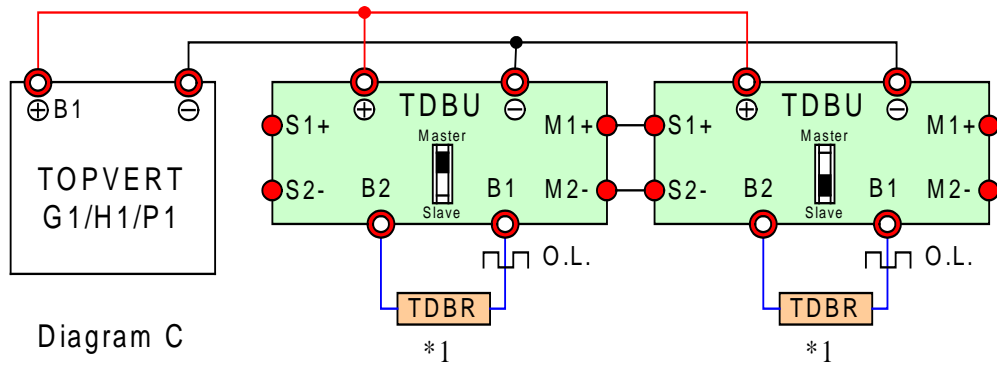 ⊕ B1 ⊖
TOPVERT
G1/H1/P1
⊕ TDBU ⊖
S1+ Master M1+
S2- B2 B1 M2-
Slave
O.L.
TDBR
*1
⊕ TDBU ⊖
S1+ Master M1+
S2- B2 B1 M2-
Slave
O.L.
TDBR
*1
Diagram C